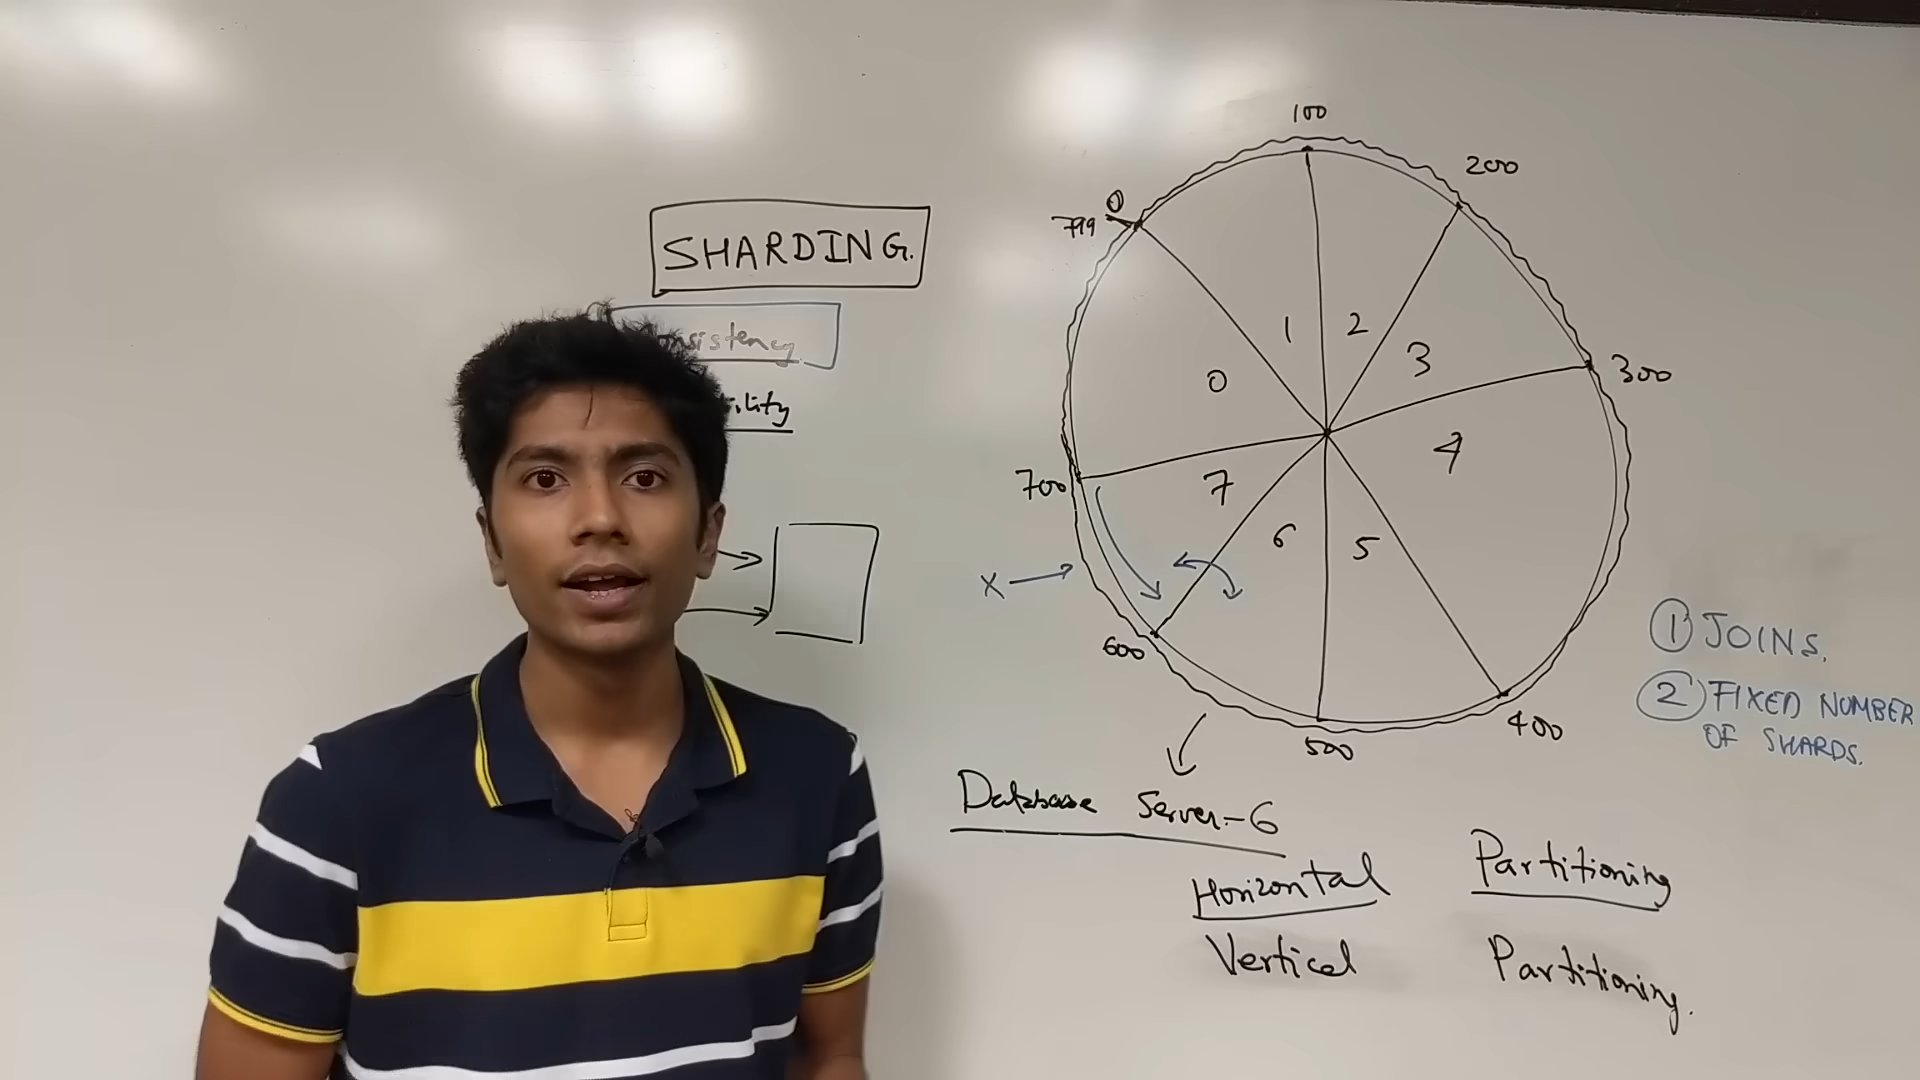 SHARDING.
100
200
0
799
1
2
3
300
0
4
700
7
6
5
X
600
500
400
① JOINS.
② FIXED NUMBER
OF SHARDS.
Database Server-6
Horizontal Partitioning
Vertical Partitioning.